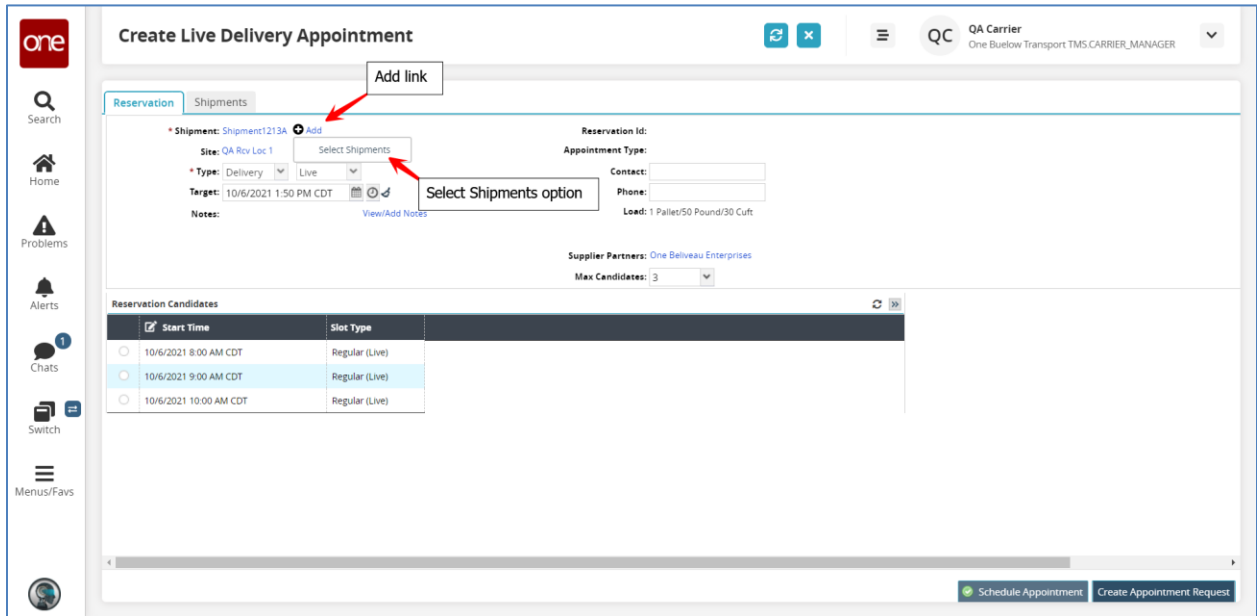 one
Create Live Delivery Appointment
QC
QA Carrier
One Buelow Transport TMS.CARRIER_MANAGER
Add link
Search
Home
Problems
Alerts
1
Chats
Switch
Menus/Favs
Reservation
Shipments
* Shipment: Shipment1213A Add
Reservation Id:
Site: QA Rcv Loc 1
Select Shipments
Appointment Type:
* Type: Delivery Live
Contact:
Target: 10/6/2021 1:50 PM CDT
Select Shipments option
Phone:
Notes: View/Add Notes
Load: 1 Pallet/50 Pound/30 Cuft
Supplier Partners: One Beliveau Enterprises
Max Candidates: 3
Reservation Candidates
Start Time Slot Type
10/6/2021 8:00 AM CDT Regular (Live)
10/6/2021 9:00 AM CDT Regular (Live)
10/6/2021 10:00 AM CDT Regular (Live)
Schedule Appointment
Create Appointment Request